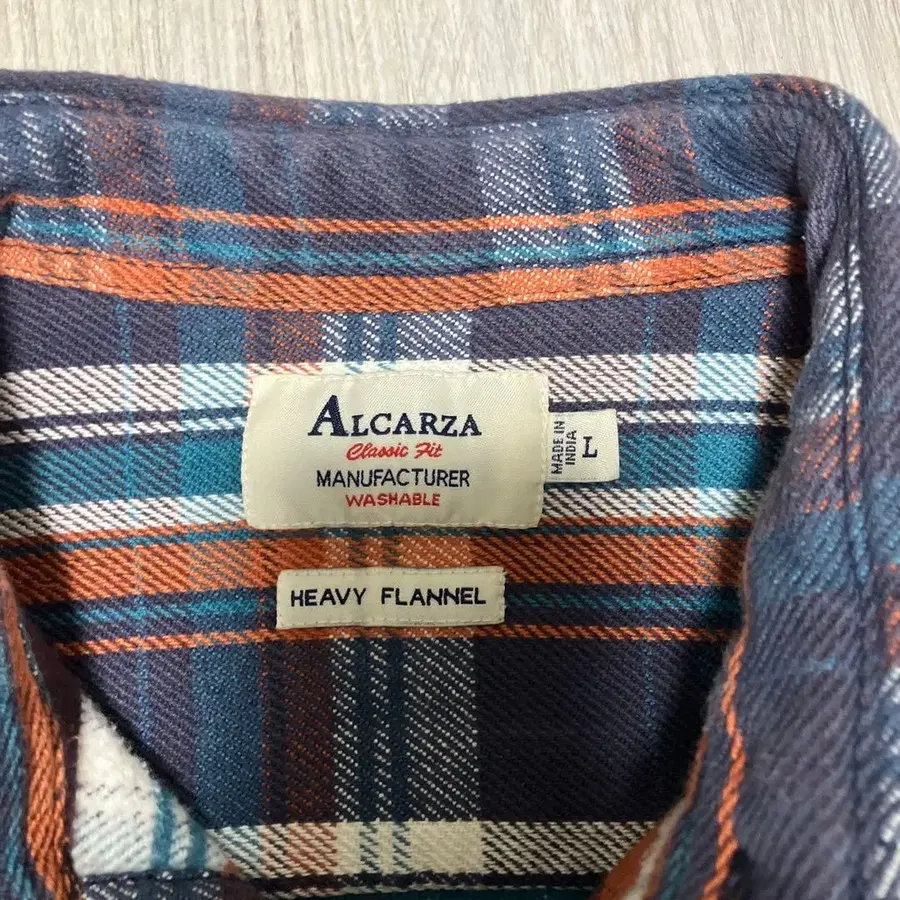 ALCARZA
Classic Fit
MANUFACTURER
WASHABLE
MADE IN
INDIA
L
HEAVY FLANNEL